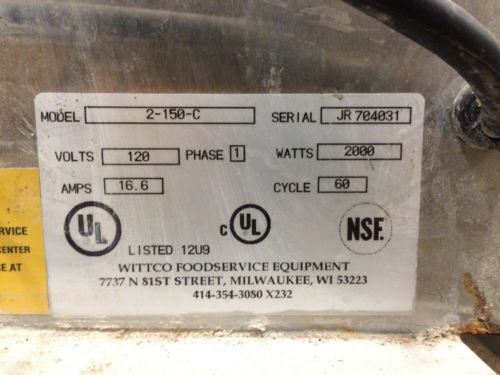 MODEL 2-150-C SERIAL JR 704031
VOLTS 120 PHASE 1 WATTS 2000
AMPS 16.6 CYCLE 60
UL C UL NSF.
LISTED 12U9
WITTCO FOODSERVICE EQUIPMENT
7737 N 81ST STREET, MILWAUKEE, WI 53223
414-354-3080 X232
RVICE
CENTER
E AT